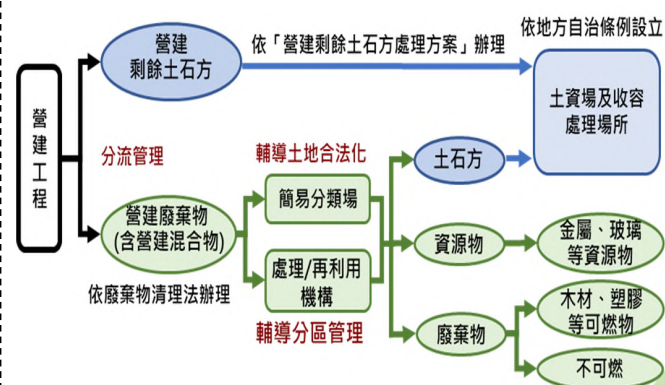 依地方自治條例設立
營建
剩餘土石方
依「營建剩餘土石方處理方案」辦理
土資場及收容
處理場所
營建工程
分流管理
輔導土地合法化
土石方
營建廢棄物
(含營建混合物)
簡易分類場
資源物
金屬、玻璃
等資源物
處理/再利用
機構
依廢棄物清理法辦理
輔導分區管理
廢棄物
木材、塑膠
等可燃物
不可燃